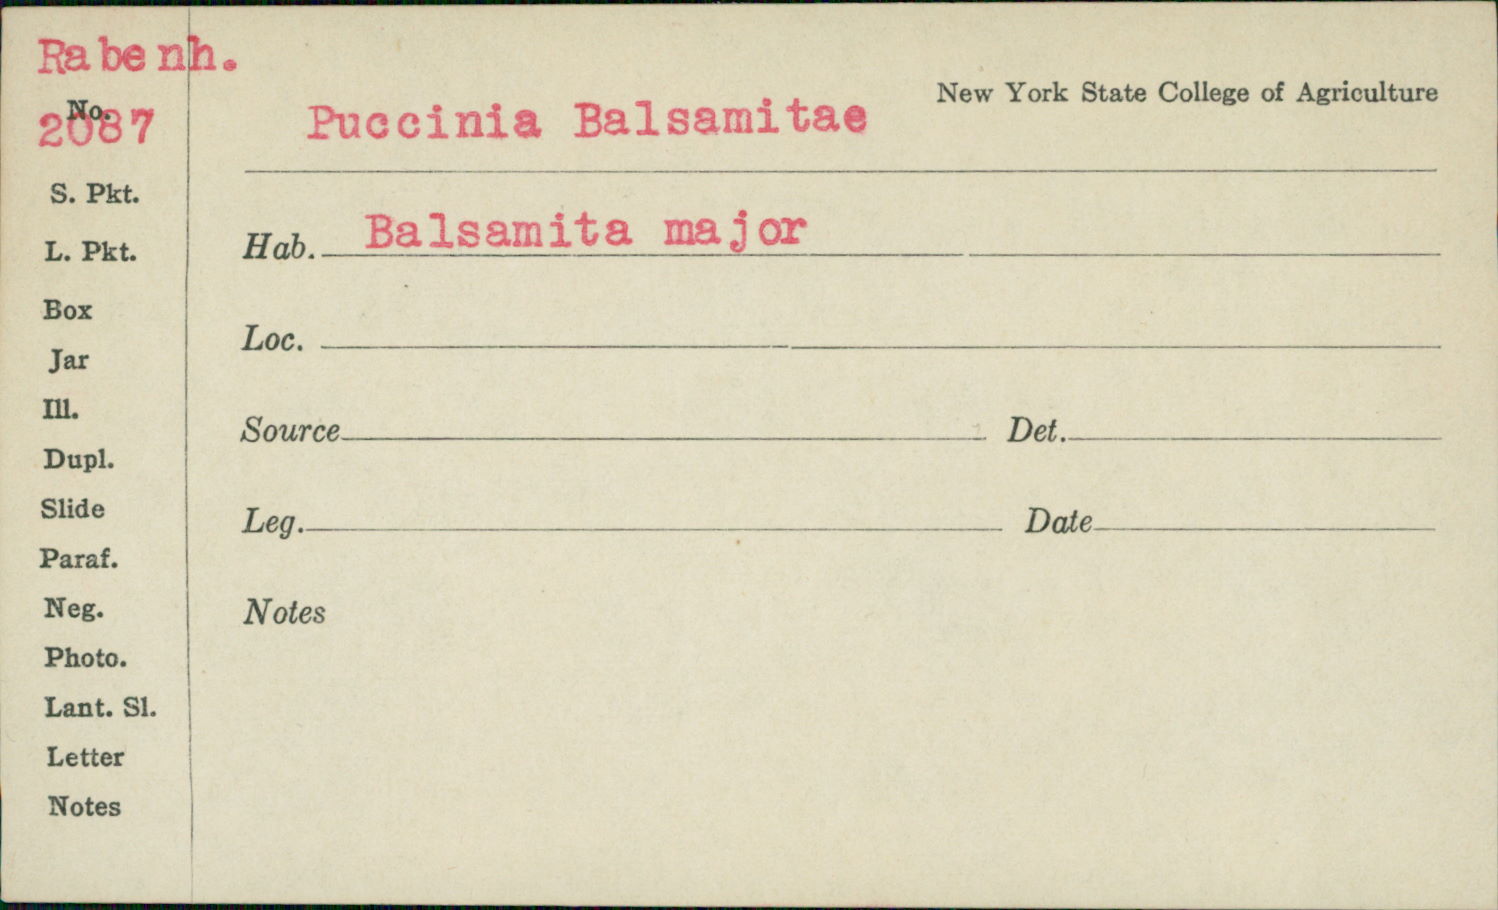 Rabenh.
No.
2087
New York State College of Agriculture
Puccinia Balsamitae
S. Pkt.
Hab. Balsamita major
L. Pkt.
Box
Loc.
Jar
Ill.
Source Det.
Dupl.
Slide
Leg. Date
Paraf.
Neg.
Notes
Photo.
Lant. Sl.
Letter
Notes